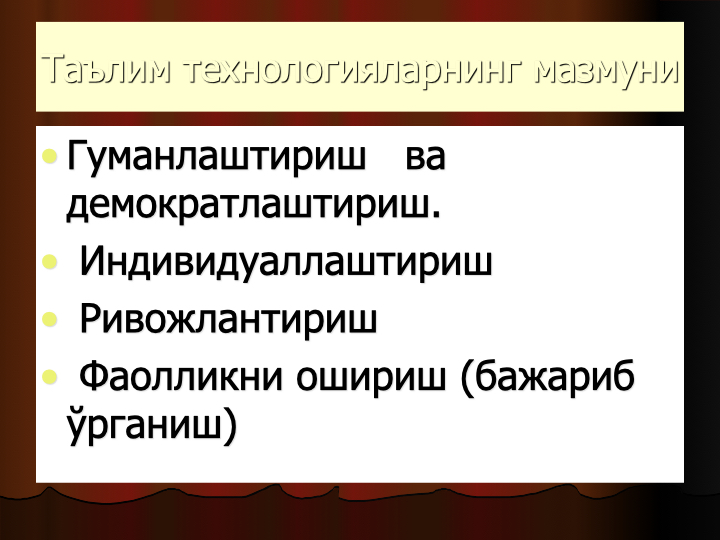 Таълим технологияларнинг мазмуни
Гуманлаштириш ва
демократлаштириш.
Индивидуаллаштириш
Ривожлантириш
Фаолликни ошириш (бажариб
ўрганиш)